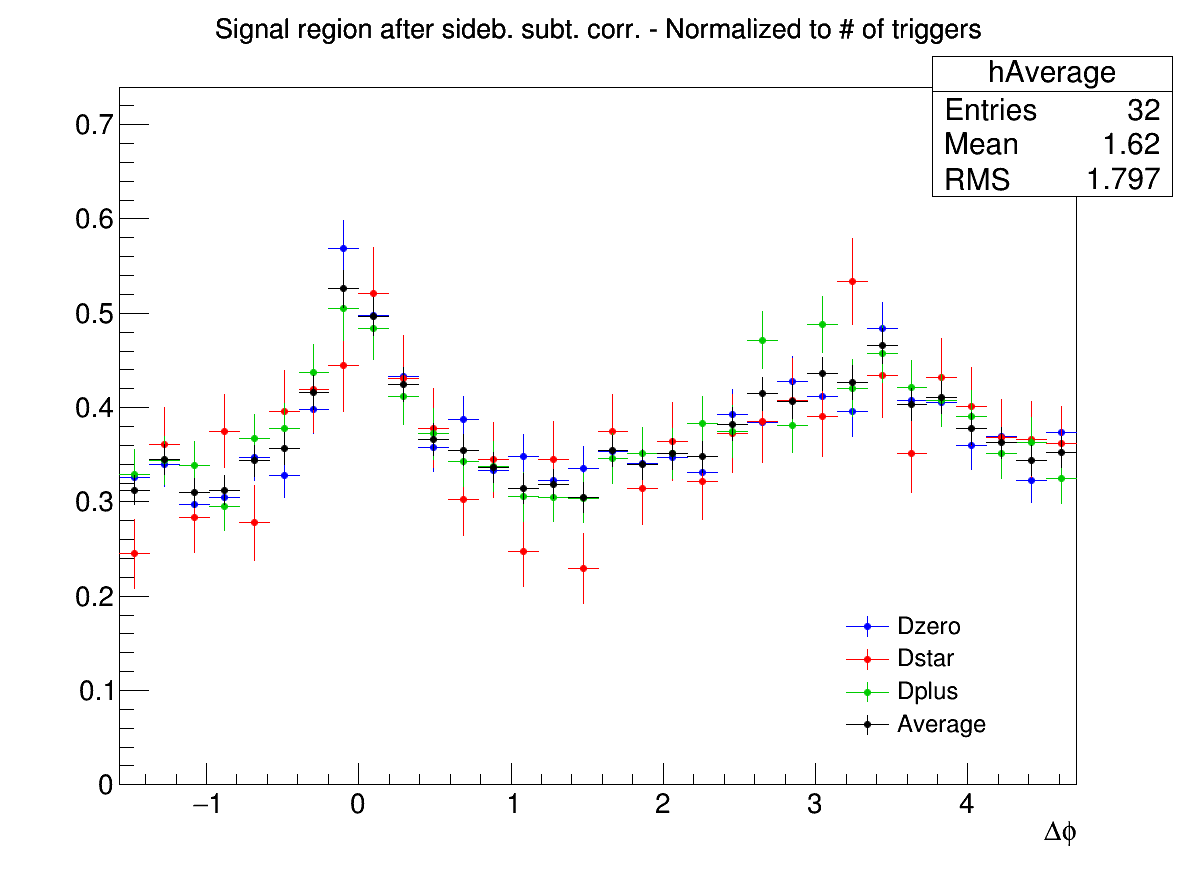 Signal region after sideb. subt. corr. - Normalized to # of triggers
hAverage
Entries 32
Mean 1.62
RMS 1.797
0.7
0.6
0.5
0.4
0.3
0.2
0.1
0
Dzero
Dstar
Dplus
Average
−1 0 1 2 3 4
Δϕ